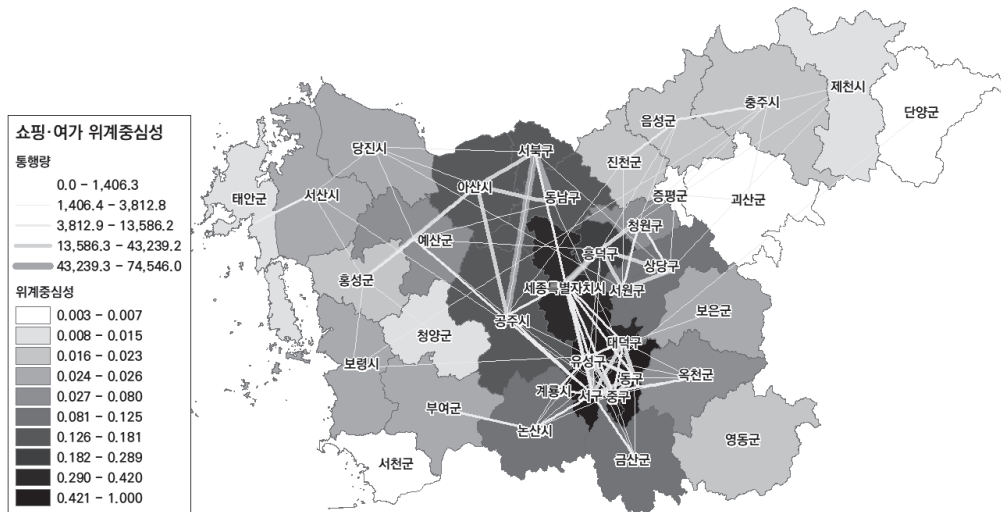 쇼핑·여가 위계중심성
통행량
0.0 – 1,406.3
1,406.4 – 3,812.8
3,812.9 – 13,586.2
13,586.3 – 43,239.2
43,239.3 – 74,546.0
위계중심성
0.003 – 0.007
0.008 – 0.015
0.016 – 0.023
0.024 – 0.026
0.027 – 0.080
0.081 – 0.125
0.126 – 0.181
0.182 – 0.289
0.290 – 0.420
0.421 – 1.000
제천시
충주시
단양군
음성군
당진시
서북구
진천군
태안군
서산시
아산시
동남구
증평군
괴산군
청원구
예산군
흥덕구
상당구
홍성군
세종특별자치시
서원구
보은군
공주시
청양군
대덕구
보령시
유성구
옥천군
동구
계룡시
서구
중구
부여군
논산시
영동군
서천군
금산군